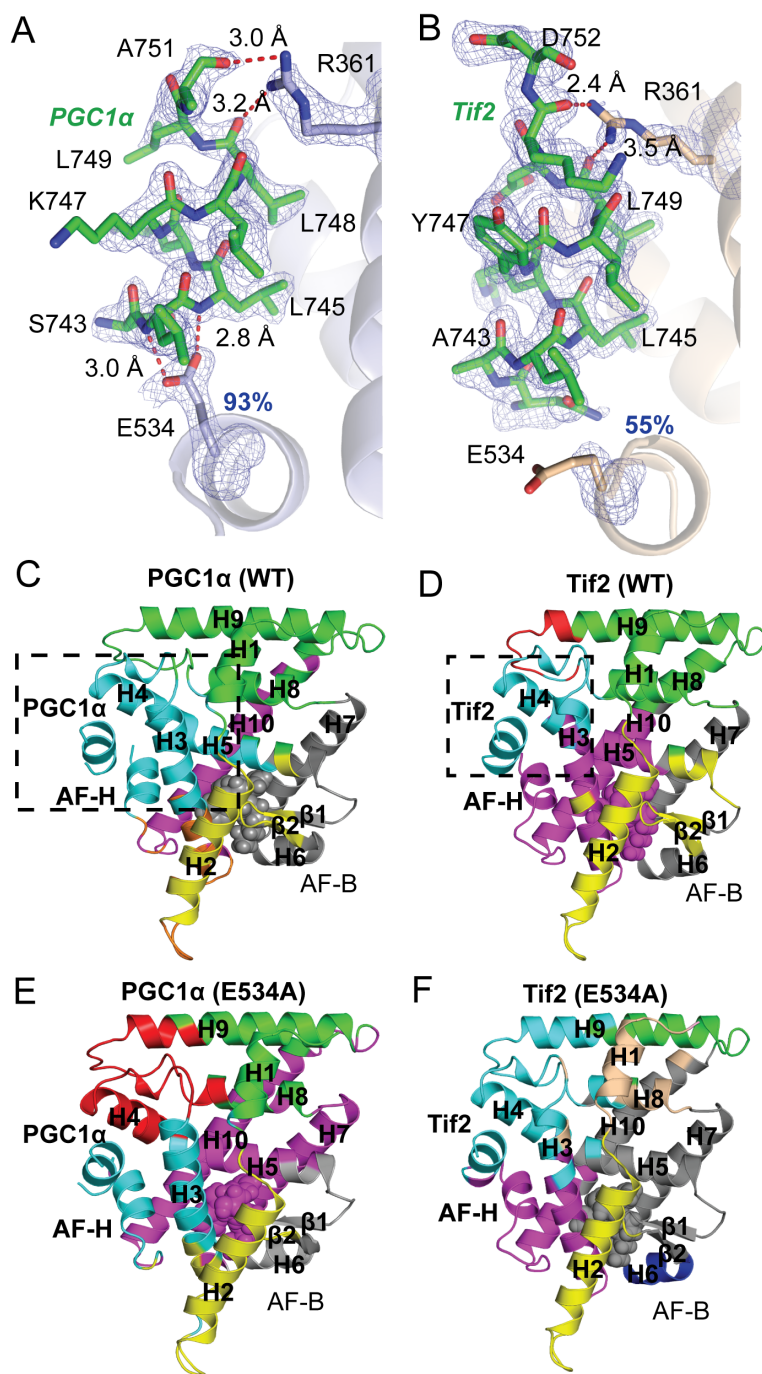 A
B
A751
3.0 Å
R361
PGC1α
3.2 Å
L749
K747
L748
S743
L745
2.8 Å
3.0 Å
93%
E534
D752
2.4 Å
R361
Tif2
3.5 Å
L749
Y747
A743
L745
55%
E534
C
PGC1α (WT)
H9
H1
PGC1α
H4
H8
H10
H7
H3
H5
AF-H
β1
β2
H2
H6
AF-B
D
Tif2 (WT)
H9
H1
H4
H8
Tif2
H10
H7
H3
H5
AF-H
β1
β2
H2
H6
AF-B
E
PGC1α (E534A)
H9
H1
H4
H8
PGC1α
H10
H7
H5
H3
AF-H
β1
β2
H6
H2
AF-B
F
Tif2 (E534A)
H9
H1
H8
H4
Tif2
H10
H7
H3
H5
AF-H
β1
β2
H2
H6
AF-B